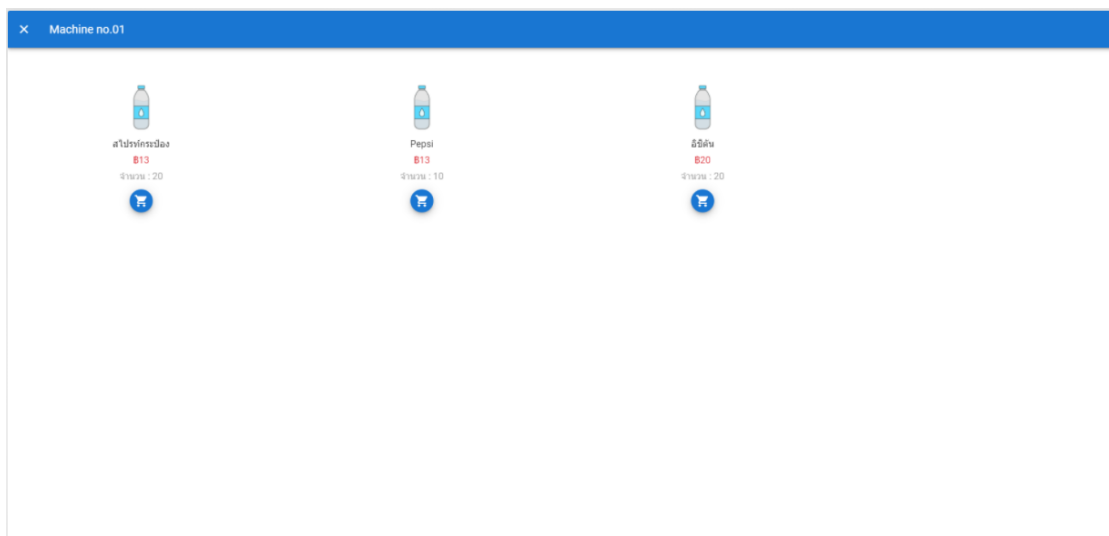 Machine no.01
สไปรท์กระป๋อง
฿13
จำนวน : 20
Pepsi
฿13
จำนวน : 10
อิชิตัน
฿20
จำนวน : 20